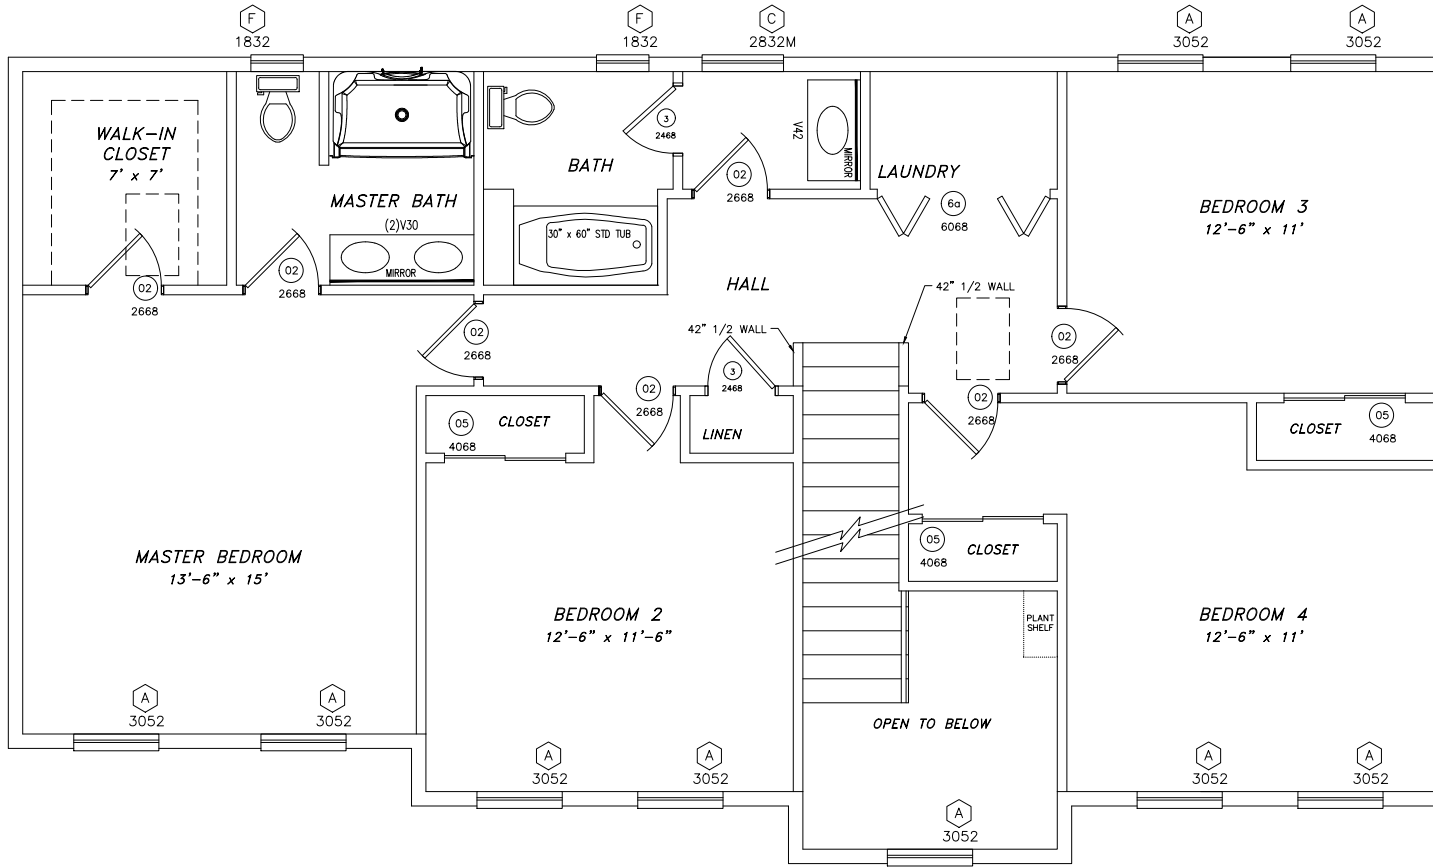 F
1832
F
1832
C
2832M
A
3052
A
3052
WALK-IN
CLOSET
7' x 7'
02
2668
MASTER BATH
(2)V30
MIRROR
02
2668
BATH
3
2468
30" x 60" STD TUB
02
2668
V42
MIRROR
LAUNDRY
6a
6068
BEDROOM 3
12'-6" x 11'
HALL
42" 1/2 WALL
42" 1/2 WALL
02
2668
02
2668
02
2668
3
2468
02
2668
05
4068
CLOSET
LINEN
CLOSET
05
4068
05
4068
CLOSET
MASTER BEDROOM
13'-6" x 15'
BEDROOM 2
12'-6" x 11'-6"
PLANT
SHELF
BEDROOM 4
12'-6" x 11'
OPEN TO BELOW
A
3052
A
3052
A
3052
A
3052
A
3052
A
3052
A
3052